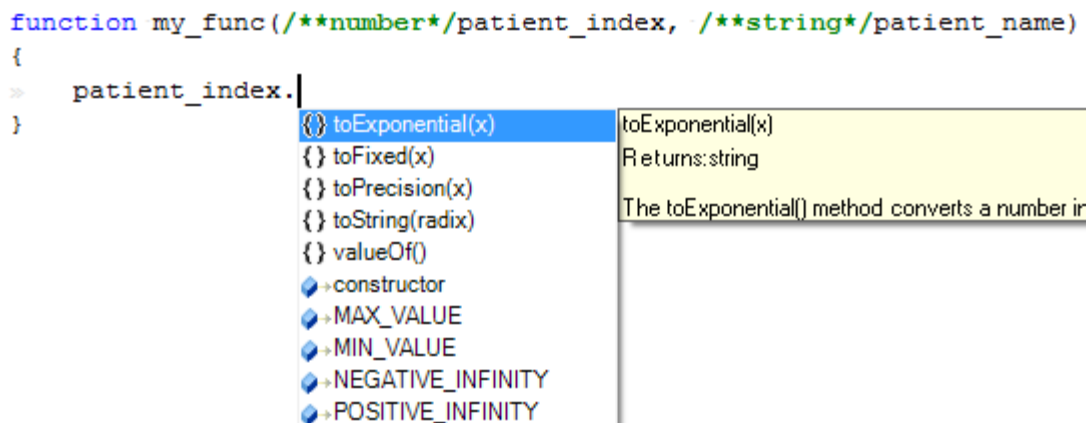 function my_func(/**number*/patient_index, /**string*/patient_name)
{
» patient_index.
}
{} toExponential(x)
{} toFixed(x)
{} toPrecision(x)
{} toString(radix)
{} valueOf()
constructor
MAX_VALUE
MIN_VALUE
NEGATIVE_INFINITY
POSITIVE_INFINITY
toExponential(x)
Returns:string
The toExponential() method converts a number in